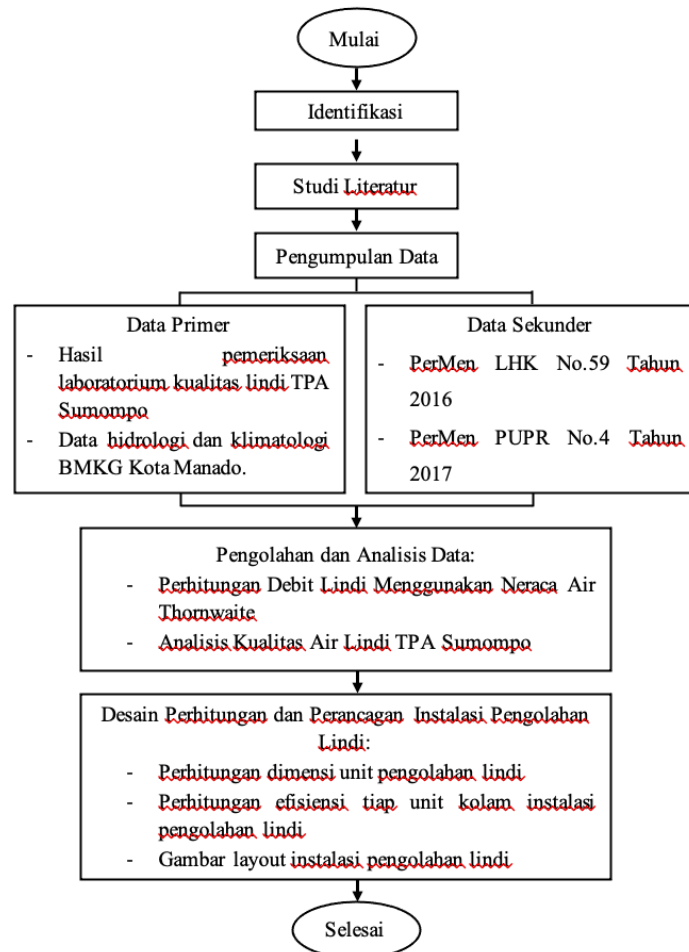 Mulai
Identifikasi
Studi Literatur
Pengumpulan Data
Data Primer
- Hasil pemeriksaan
laboratorium kualitas lindi TPA
Sumompo
- Data hidrologi dan klimatologi
BMKG Kota Manado.
Data Sekunder
- PerMen LHK No.59 Tahun
2016
- PerMen PUPR No.4 Tahun
2017
Pengolahan dan Analisis Data:
- Perhitungan Debit Lindi Menggunakan Neraca Air
Thornwaite
- Analisis Kualitas Air Lindi TPA Sumompo
Desain Perhitungan dan Perancagan Instalasi Pengolahan
Lindi:
- Perhitungan dimensi unit pengolahan lindi
- Perhitungan efisiensi tiap unit kolam instalasi
pengolahan lindi
- Gambar layout instalasi pengolahan lindi
Selesai